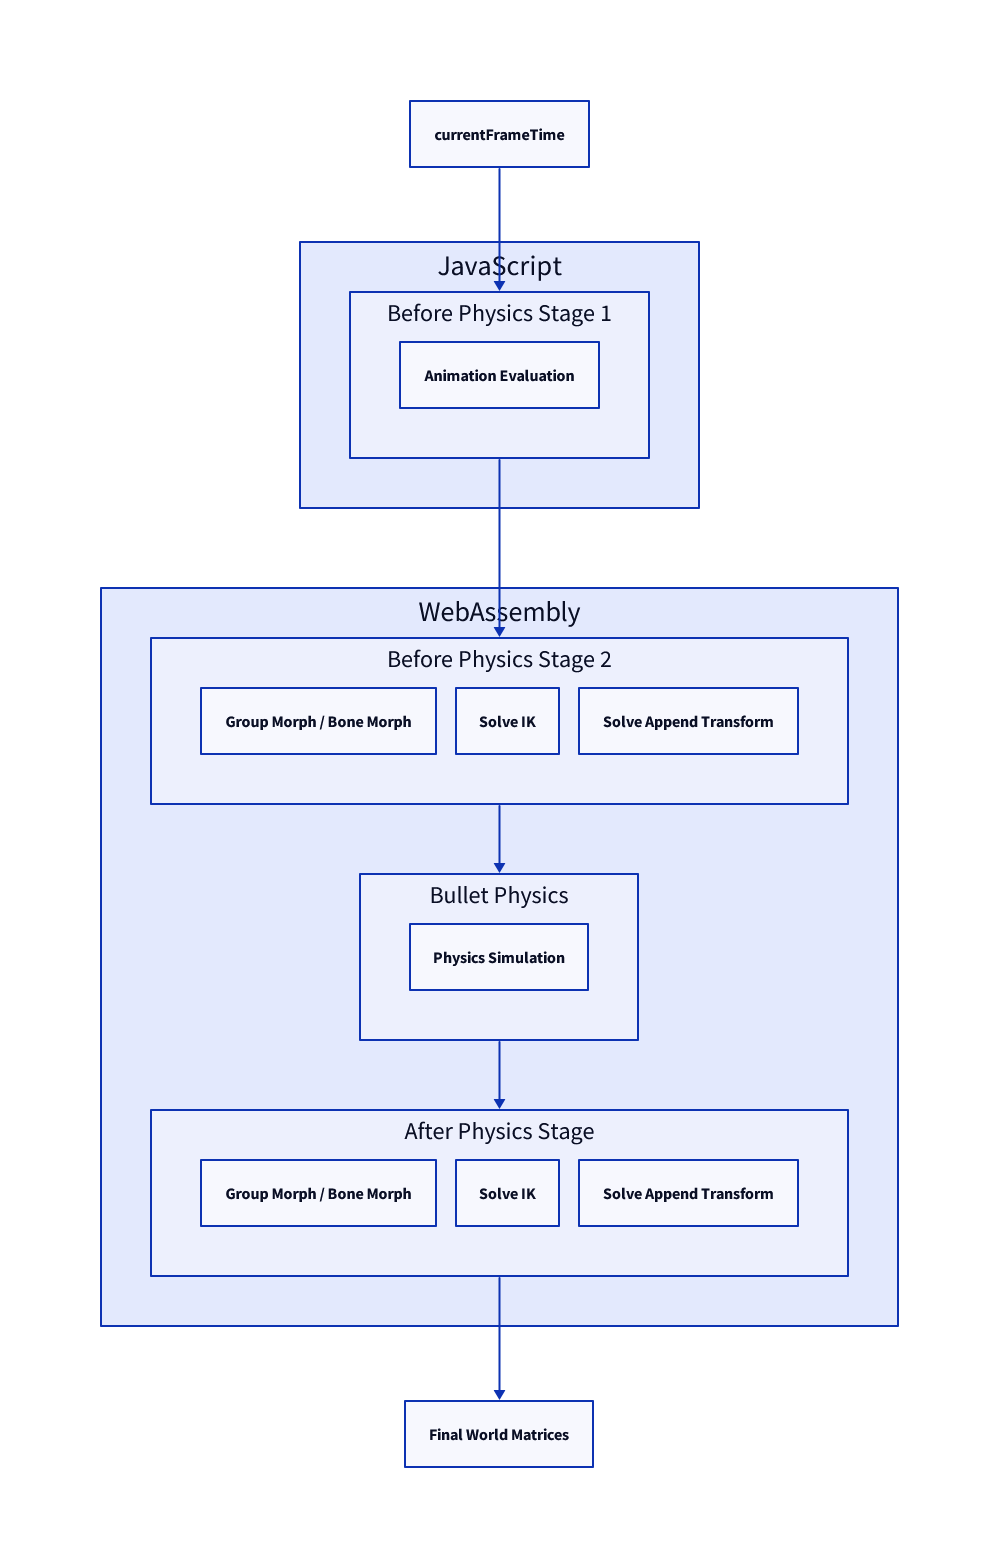 currentFrameTime
JavaScript
Before Physics Stage 1
Animation Evaluation
WebAssembly
Before Physics Stage 2
Group Morph / Bone Morph
Solve IK
Solve Append Transform
Bullet Physics
Physics Simulation
After Physics Stage
Group Morph / Bone Morph
Solve IK
Solve Append Transform
Final World Matrices